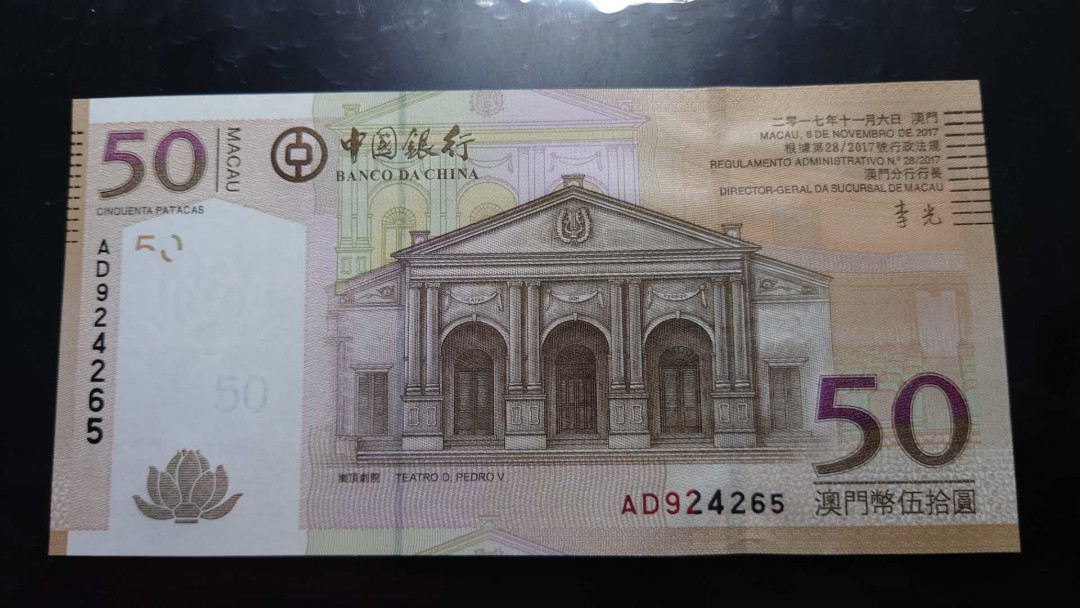 50
MACAU
CINQUENTA PATACAS
中國銀行
BANCO DA CHINA
二零一七年十一月六日 澳門
MACAU, 6 DE NOVEMBRO DE 2017
根據第28/2017號行政法規
REGULAMENTO ADMINISTRATIVO N.º 28/2017
澳門分行行長
DIRECTOR-GERAL DA SUCURSAL DE MACAU
李光
AD924265
50
50
崗頂劇院 TEATRO D. PEDRO V
AD924265
50
澳門幣伍拾圓